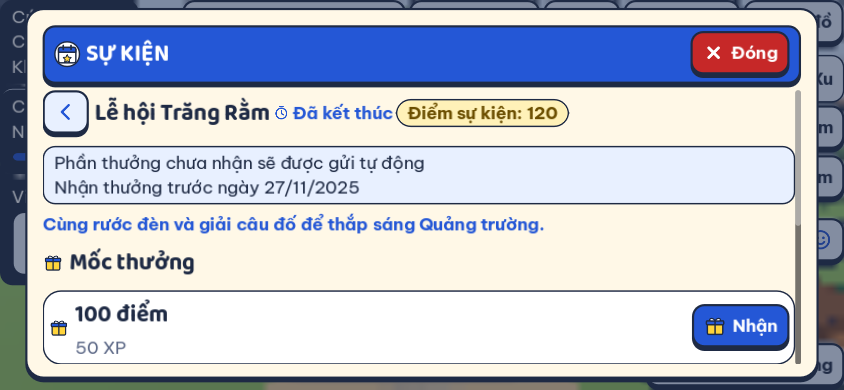 SỰ KIỆN
Đóng
Lễ hội Trăng Rằm
Đã kết thúc
Điểm sự kiện: 120
Phần thưởng chưa nhận sẽ được gửi tự động
Nhận thưởng trước ngày 27/11/2025
Cùng rước đèn và giải câu đố để thắp sáng Quảng trường.
Mốc thưởng
100 điểm
50 XP
Nhận